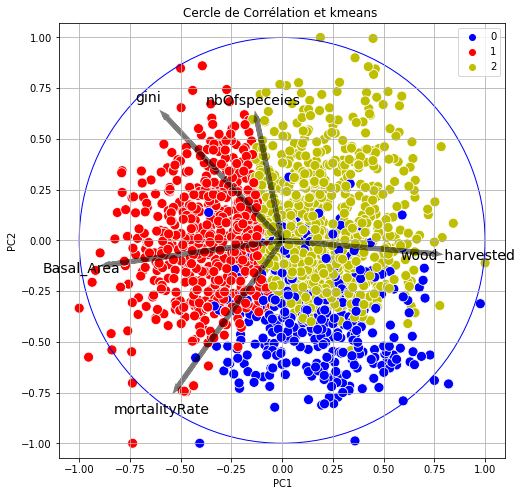 Cercle de Corrélation et kmeans
0
1
2
gini
nbOfspeceies
wood_harvested
Basal_Area
mortalityRate
PC2
1.00
0.75
0.50
0.25
0.00
−0.25
−0.50
−0.75
−1.00
−1.00
−0.75
−0.50
−0.25
0.00
0.25
0.50
0.75
1.00
PC1